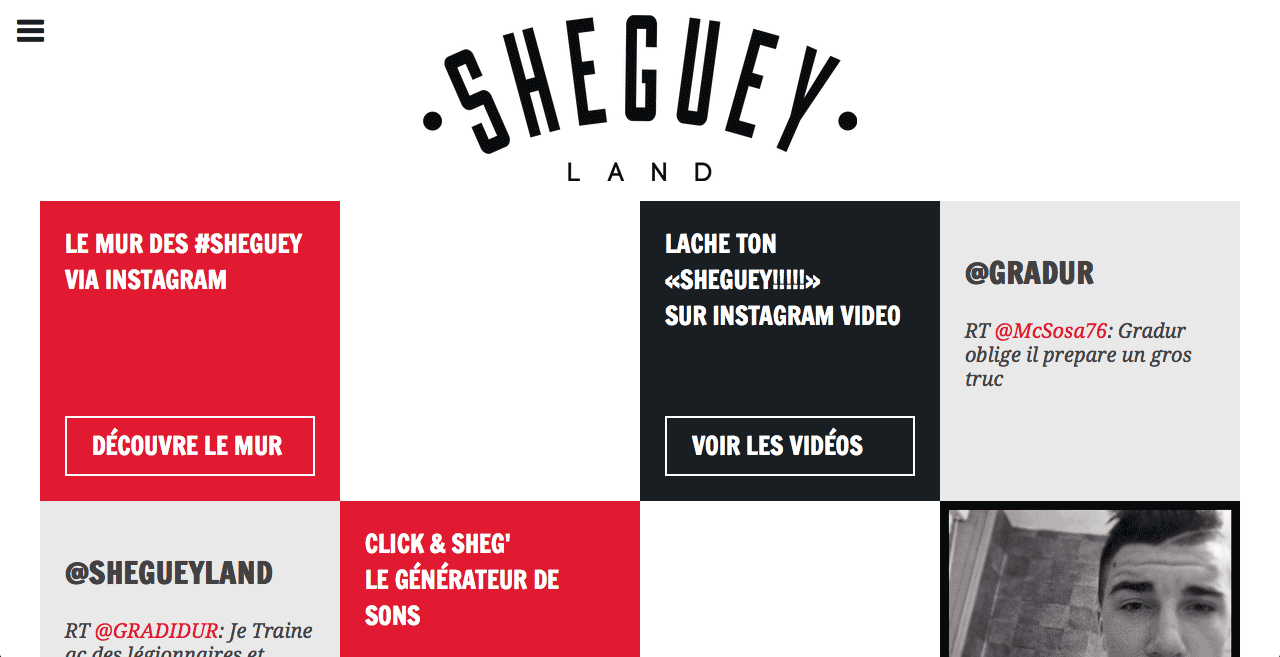 SHEGUEY
LAND
LE MUR DES #SHEGUEY
VIA INSTAGRAM
DÉCOUVRE LE MUR
LACHE TON
«SHEGUEY!!!!!»
SUR INSTAGRAM VIDEO
VOIR LES VIDÉOS
@GRADUR
RT @McSosa76: Gradur
oblige il prepare un gros
truc
@SHEGUEYLAND
RT @GRADIDUR: Je Traine
ac des légionnaires et
CLICK & SHEG'
LE GÉNÉRATEUR DE
SONS